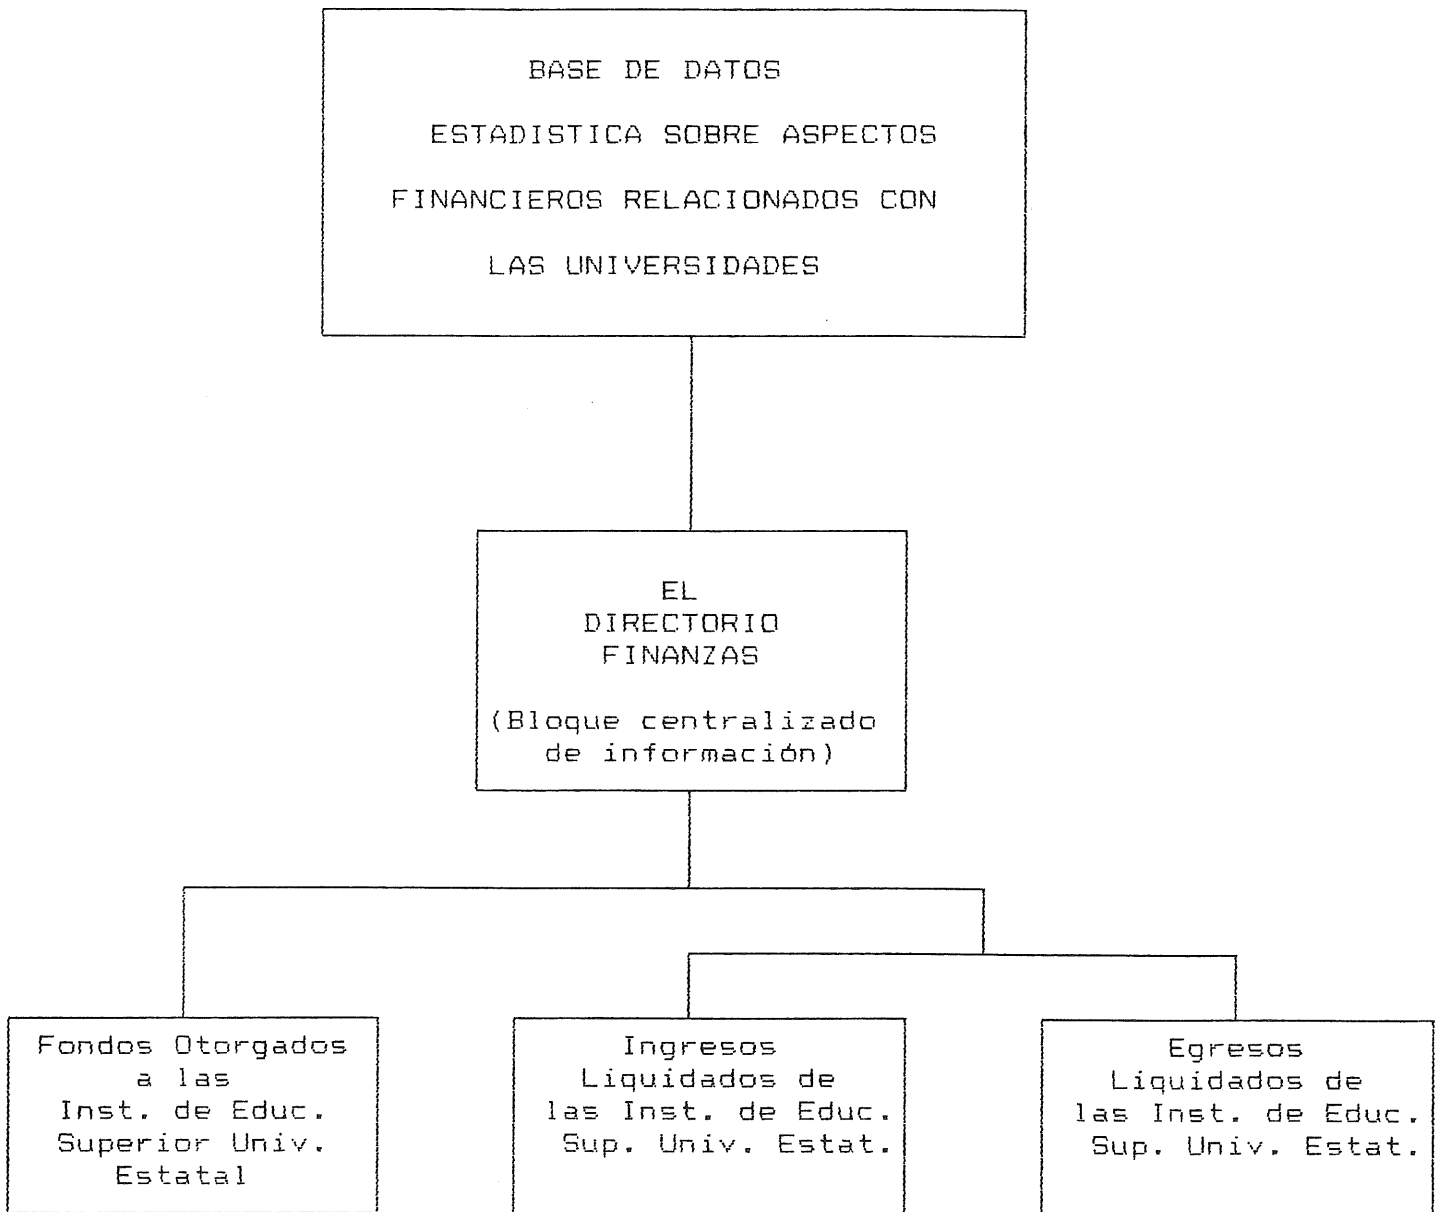 BASE DE DATOS
ESTADISTICA SOBRE ASPECTOS
FINANCIEROS RELACIONADOS CON
LAS UNIVERSIDADES
EL
DIRECTORIO
FINANZAS
(Bloque centralizado
de información)
Fondos Otorgados
a las
Inst. de Educ.
Superior Univ.
Estatal
Ingresos
Liquidados de
las Inst. de Educ.
Sup. Univ. Estat.
Egresos
Liquidados de
las Inst. de Educ.
Sup. Univ. Estat.